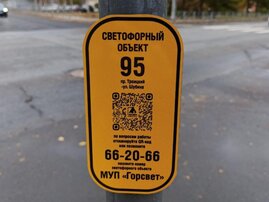 СВЕТОФОРНЫЙ
ОБЪЕКТ
95
пр. Троицкий
-ул. Шубина
по вопросам работы
отсканируйте QR-код
или позвоните
66-20-66
назовите номер
светофорного объекта
МУП «Горсвет»